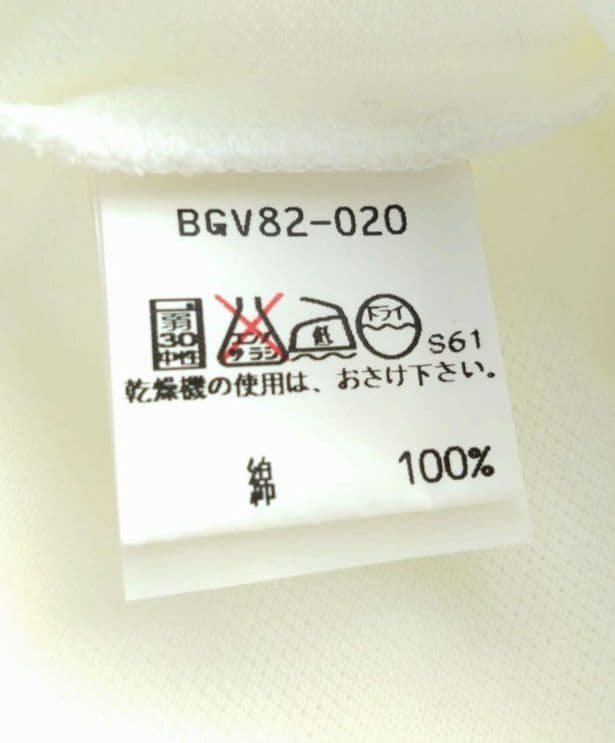 BGV82-020
弱 30 中性 エンソ サラシ 低 ドライ S61
乾燥機の使用は、おさけ下さい。
綿 100%